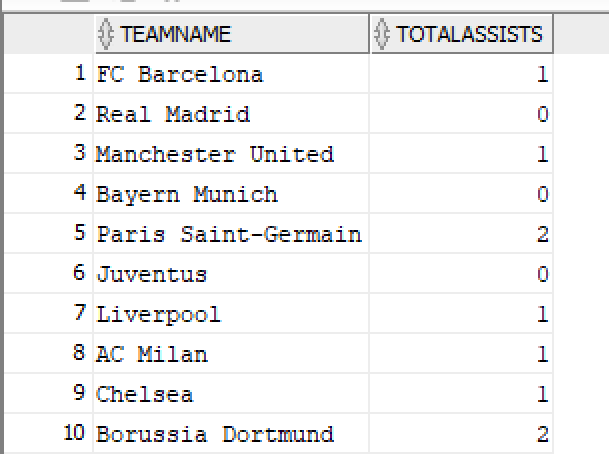 TEAMNAME TOTALASSISTS
1 FC Barcelona 1
2 Real Madrid 0
3 Manchester United 1
4 Bayern Munich 0
5 Paris Saint-Germain 2
6 Juventus 0
7 Liverpool 1
8 AC Milan 1
9 Chelsea 1
10 Borussia Dortmund 2